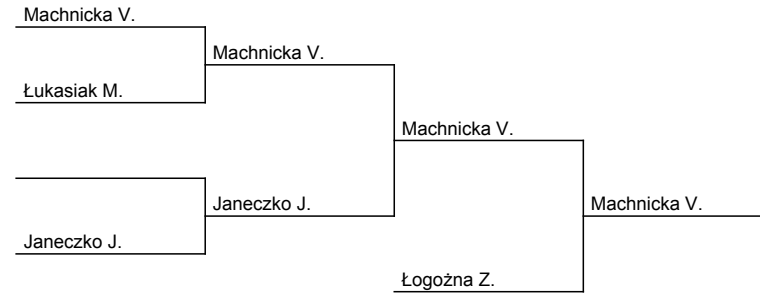 Machnicka V.
Machnicka V.
Łukasiak M.
Machnicka V.
Janeczko J.
Machnicka V.
Janeczko J.
Łogożna Z.